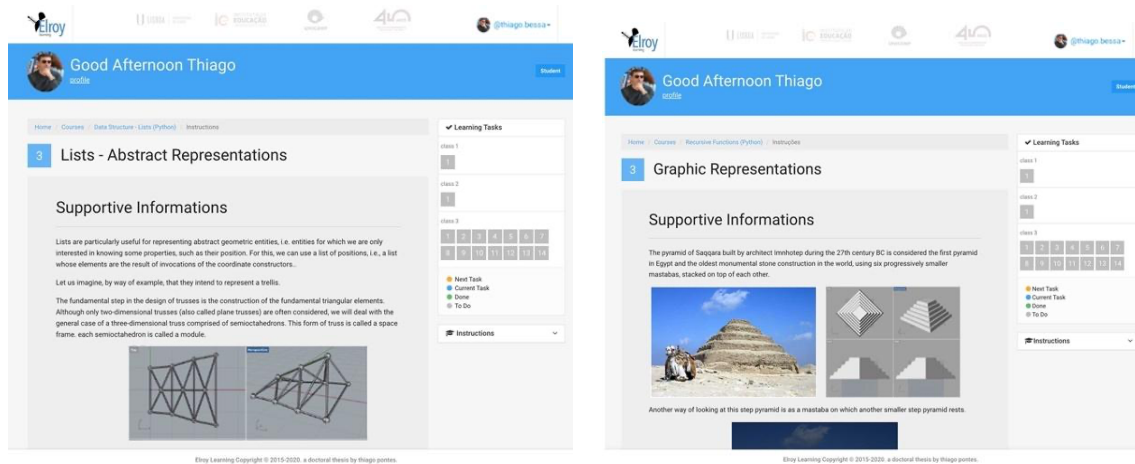 Elroy
LISBOA
EDUCAÇÃO
@thiago.bessa
Good Afternoon Thiago
profile
Student
Home / Courses / Data Structure - Lists (Python) / Instructions
3 Lists - Abstract Representations
Supportive Informations
Lists are particularly useful for representing abstract geometric entities, i.e. entities for which we are only
interested in knowing some properties, such as their position. For this, we can use a list of positions, i.e., a list
whose elements are the result of invocations of the coordinate constructors..
Let us imagine, by way of example, that they intend to represent a trellis.
The fundamental step in the design of trusses is the construction of the fundamental triangular elements.
Although only two-dimensional trusses (also called plane trusses) are often considered, we will deal with the
general case of a three-dimensional truss comprised of semioctahedrons. This form of truss is called a space
frame. each semioctahedron is called a module.
Perspective
Learning Tasks
class 1
1
class 2
1
class 3
1 2 3 4 5 6 7
8 9 10 11 12 13 14
Next Task
Current Task
Done
To Do
Instructions
Elroy Learning Copyright © 2015-2020. a doctoral thesis by thiago pontes.
Elroy
LISBOA
EDUCAÇÃO
@thiago.bessa
Good Afternoon Thiago
profile
Student
Home / Courses / Recursive Functions (Python) / Instruções
3 Graphic Representations
Supportive Informations
The pyramid of Saqqara built by architect Imnhotep during the 27th century BC is considered the first pyramid
in Egypt and the oldest monumental stone construction in the world, using six progressively smaller
mastabas, stacked on top of each other.
Another way of looking at this step pyramid is as a mastaba on which another smaller step pyramid rests.
Learning Tasks
class 1
1
class 2
1
class 3
1 2 3 4 5 6 7
8 9 10 11 12 13 14
Next Task
Current Task
Done
To Do
Instructions
Elroy Learning Copyright © 2015-2020. a doctoral thesis by thiago pontes.